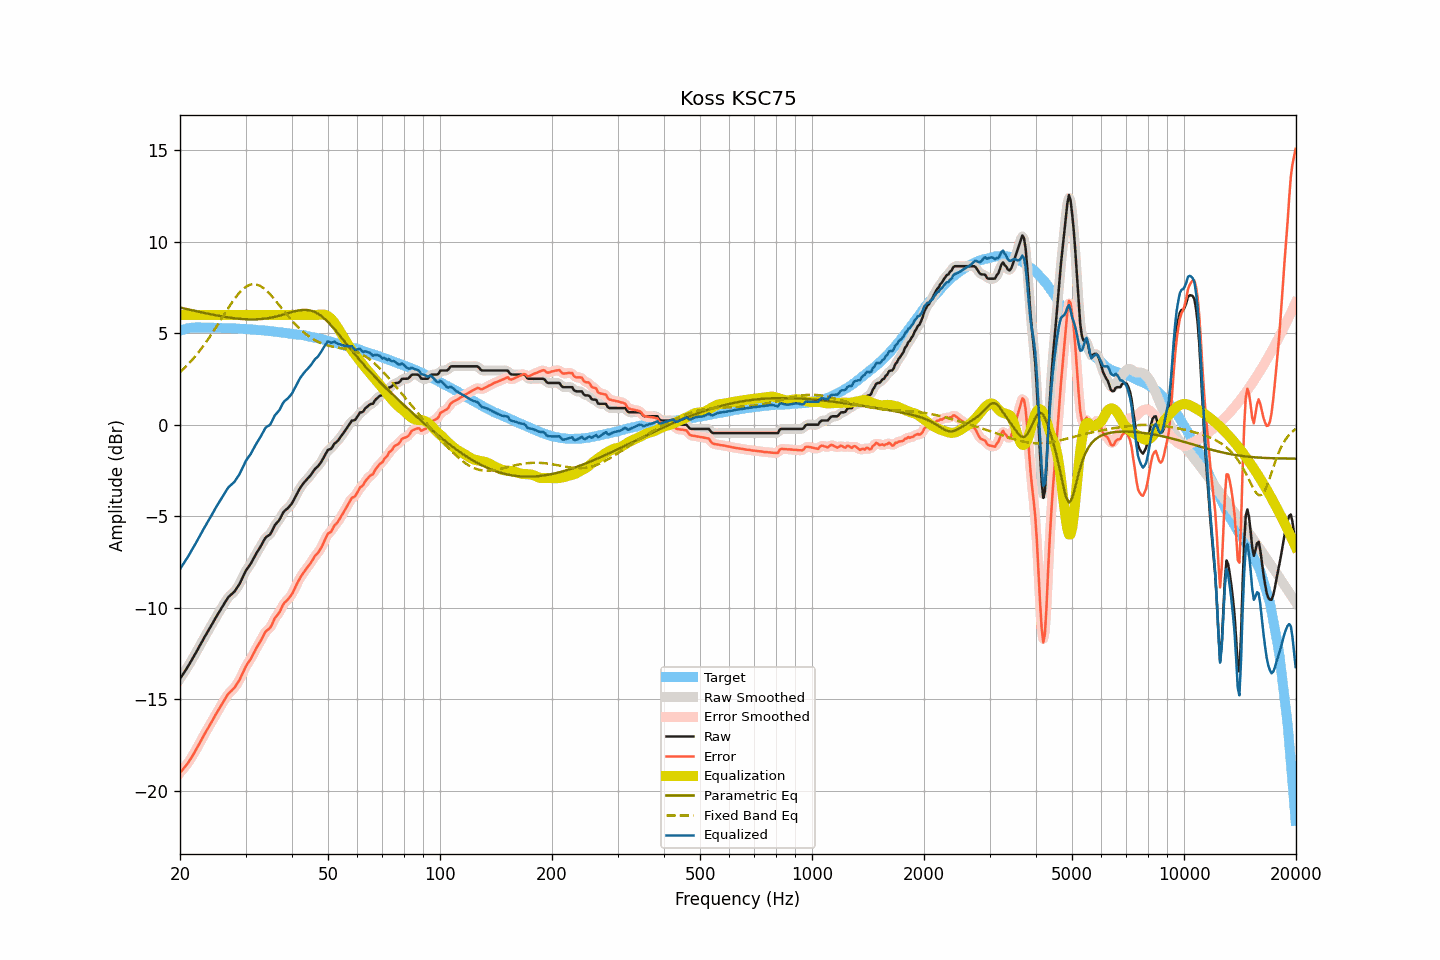 Koss KSC75
Amplitude (dBr)
15
10
5
0
−5
−10
−15
−20
Target
Raw Smoothed
Error Smoothed
Raw
Error
Equalization
Parametric Eq
Fixed Band Eq
Equalized
20 50 100 200 500 1000 2000 5000 10000 20000
Frequency (Hz)